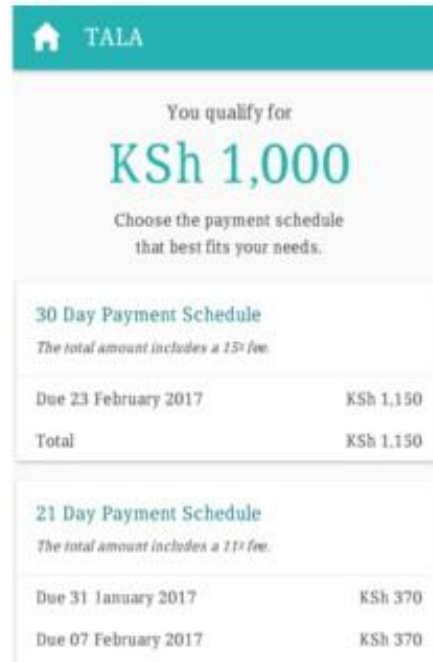 TALA
You qualify for
KSh 1,000
Choose the payment schedule
that best fits your needs.
30 Day Payment Schedule
The total amount includes a 15% fee.
Due 23 February 2017 KSh 1,150
Total KSh 1,150
21 Day Payment Schedule
The total amount includes a 11% fee.
Due 31 January 2017 KSh 370
Due 07 February 2017 KSh 370